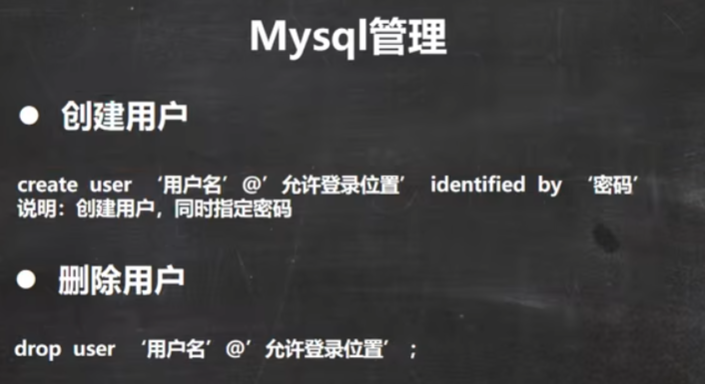 Mysql管理
● 创建用户
create user ‘用户名’@’允许登录位置’ identified by ‘密码’
说明：创建用户，同时指定密码
● 删除用户
drop user ‘用户名’@’允许登录位置’ ；